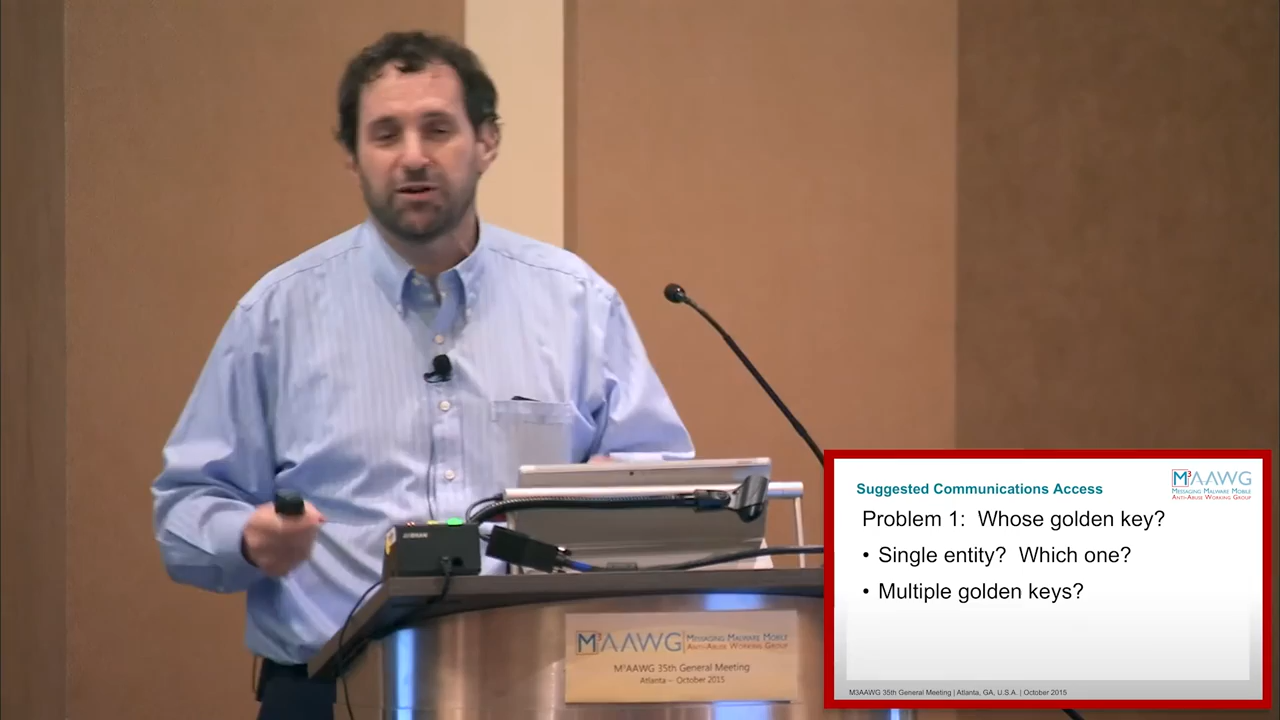 Suggested Communications Access
M³AAWG
Messaging Malware Mobile
Anti-Abuse Working Group
Problem 1: Whose golden key?
• Single entity? Which one?
• Multiple golden keys?
M3AAWG 35th General Meeting | Atlanta, GA, U.S.A. | October 2015
M³AAWG
Messaging Malware Mobile
Anti-Abuse Working Group
M³AAWG 35th General Meeting
Atlanta – October 2015